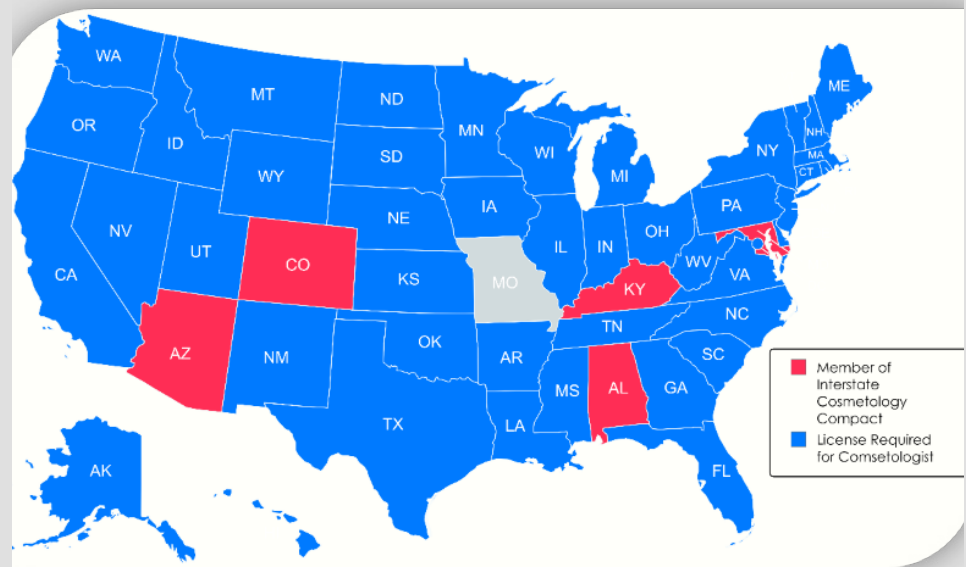 WA
MT
ND
MN
ME
OR
ID
SD
WI
NY
NH
MA
CT
WY
MI
IA
PA
NE
NV
UT
IL
IN
OH
CA
CO
KS
MO
WV
VA
KY
NC
AZ
NM
OK
TN
AR
SC
MS
AL
GA
TX
LA
AK
FL
Member of
Interstate
Cosmetology
Compact
License Required
for Comsetologist